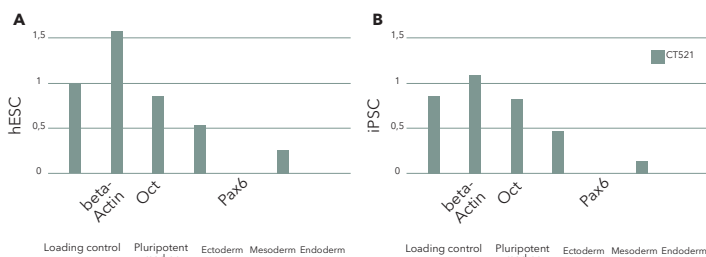 A
hESC
1,5
1
0,5
0
beta-
Actin
Oct
Pax6
Loading control Pluripotent Ectoderm Mesoderm Endoderm
B
iPSC
1,5
1
0,5
0
CT521
beta-
Actin
Oct
Pax6
Loading control Pluripotent Ectoderm Mesoderm Endoderm